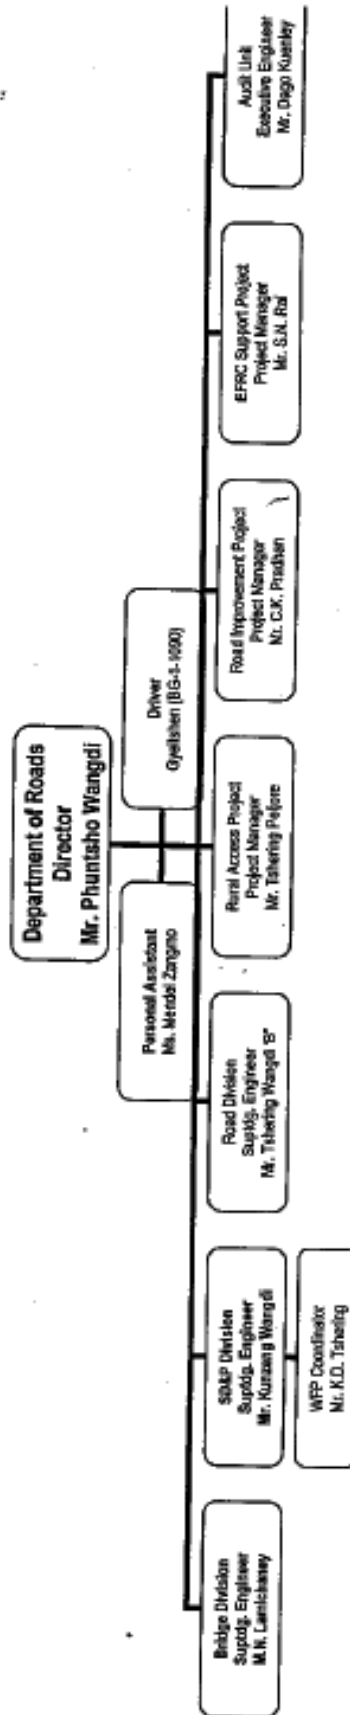 Department of Roads
Director
Mr. Phuntsho Wangdi
Personal Assistant
Ms. Mendel Zangmo
Driver
Gyeltshen (BG-1-1090)
Bridge Division
Suptdg. Engineer
M.N. Lamichaney
SD&P Division
Suptdg. Engineer
Mr. Kunzang Wangdi
Road Division
Suptdg. Engineer
Mr. Tshering Wangdi 'B'
Rural Access Project
Project Manager
Mr. Tshering Peljore
Road Improvement Project
Project Manager
Mr. C.K. Pradhan
EFRC Support Project
Project Manager
Mr. S.N. Rai
Audit Unit
Executive Engineer
Mr. Dago Kuenley
WFP Coordinator
Mr. K.D. Tshering